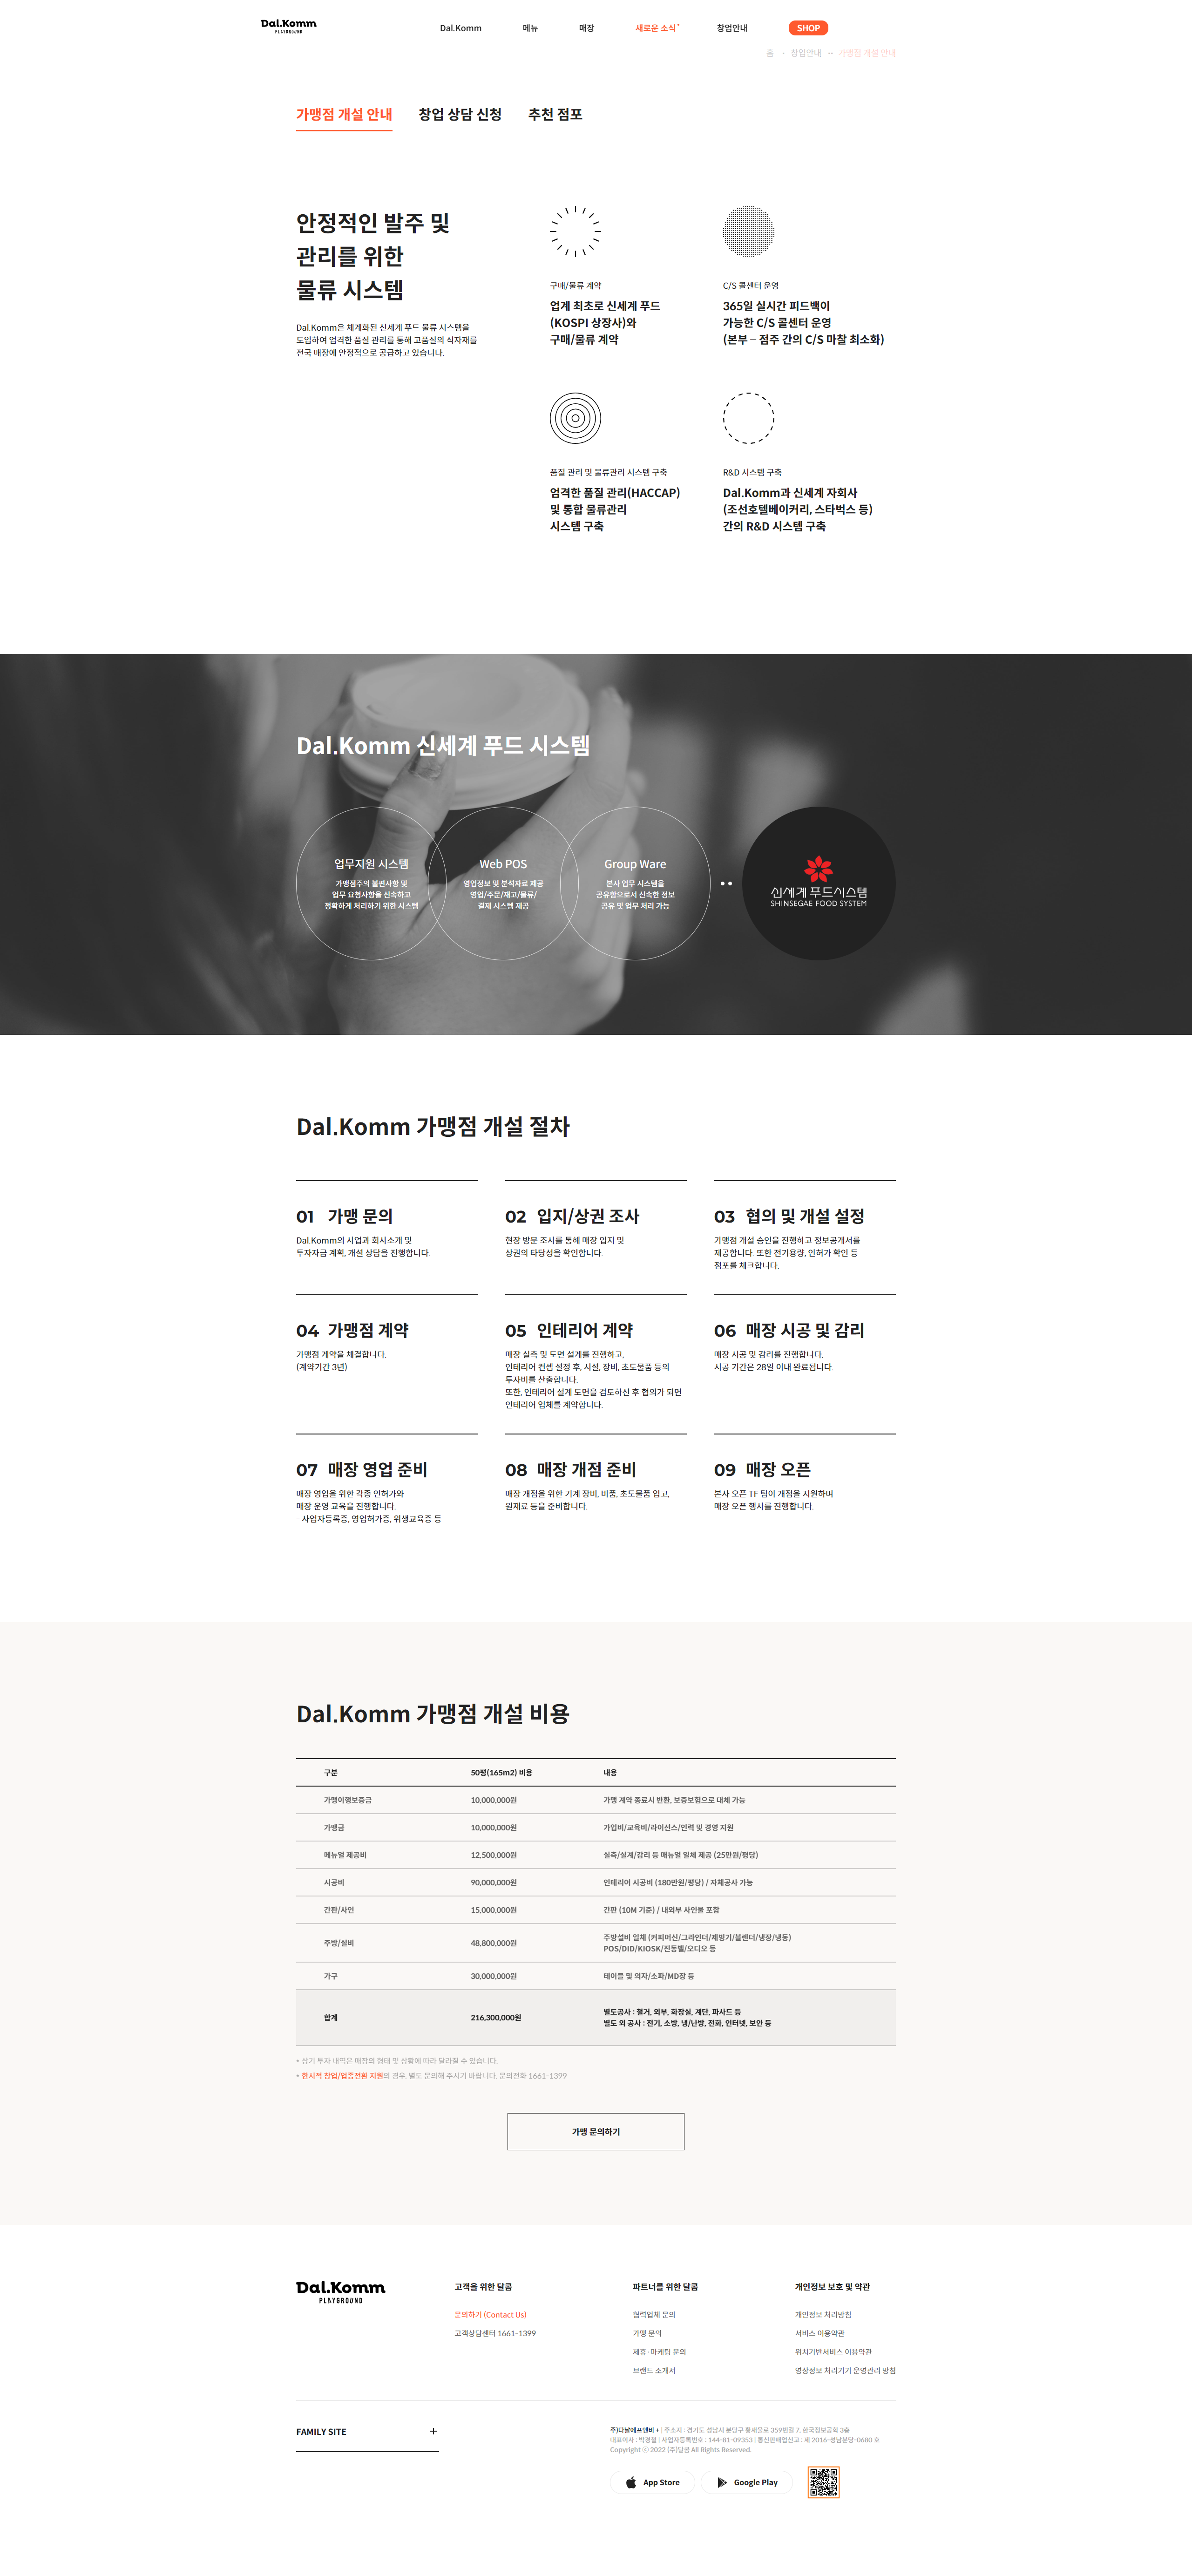 Dal.Komm
PLAYGROUND
Dal.Komm
메뉴
매장
새로운 소식
창업안내
SHOP
홈
창업안내
가맹점 개설 안내
가맹점 개설 안내
창업 상담 신청
추천 점포
안정적인 발주 및
관리를 위한
물류 시스템
Dal.Komm은 체계화된 신세계 푸드 물류 시스템을
도입하여 엄격한 품질 관리를 통해 고품질의 식자재를
전국 매장에 안정적으로 공급하고 있습니다.
구매/물류 계약
업계 최초로 신세계 푸드
(KOSPI 상장사)와
구매/물류 계약
C/S 콜센터 운영
365일 실시간 피드백이
가능한 C/S 콜센터 운영
(본부 – 점주 간의 C/S 마찰 최소화)
품질 관리 및 물류관리 시스템 구축
엄격한 품질 관리(HACCAP)
및 통합 물류관리
시스템 구축
R&D 시스템 구축
Dal.Komm과 신세계 자회사
(조선호텔베이커리, 스타벅스 등)
간의 R&D 시스템 구축
Dal.Komm 신세계 푸드 시스템
업무지원 시스템
가맹점주의 불편사항 및
업무 요청사항을 신속하고
정확하게 처리하기 위한 시스템
Web POS
영업정보 및 분석자료 제공
영업/주문/재고/물류/
결재 시스템 제공
Group Ware
본사 업무 시스템을
공유함으로서 신속한 정보
공유 및 업무 처리 가능
신세계 푸드시스템
SHINSEGAE FOOD SYSTEM
Dal.Komm 가맹점 개설 절차
01 가맹 문의
Dal.Komm의 사업과 회사소개 및
투자자금 계획, 개설 상담을 진행합니다.
02 입지/상권 조사
현장 방문 조사를 통해 매장 입지 및
상권의 타당성을 확인합니다.
03 협의 및 개설 설정
가맹점 개설 승인을 진행하고 정보공개서를
제공합니다. 또한 전기용량, 인허가 확인 등
점포를 체크합니다.
04 가맹점 계약
가맹점 계약을 체결합니다.
(계약기간 3년)
05 인테리어 계약
매장 실측 및 도면 설계를 진행하고,
인테리어 컨셉 설정 후, 시설, 장비, 초도물품 등의
투자비를 산출합니다.
또한, 인테리어 설계 도면을 검토하신 후 협의가 되면
인테리어 업체를 계약합니다.
06 매장 시공 및 감리
매장 시공 및 감리를 진행합니다.
시공 기간은 28일 이내 완료됩니다.
07 매장 영업 준비
매장 영업을 위한 각종 인허가와
매장 운영 교육을 진행합니다.
- 사업자등록증, 영업허가증, 위생교육증 등
08 매장 개점 준비
매장 개점을 위한 기계 장비, 비품, 초도물품 입고,
원재료 등을 준비합니다.
09 매장 오픈
본사 오픈 TF 팀이 개점을 지원하며
매장 오픈 행사를 진행합니다.
Dal.Komm 가맹점 개설 비용
구분 50평(165m2) 비용 내용
가맹이행보증금 10,000,000원 가맹 계약 종료시 반환, 보증보험으로 대체 가능
가맹금 10,000,000원 가입비/교육비/라이선스/인력 및 경영 지원
메뉴얼 제공비 12,500,000원 실측/설계/감리 등 매뉴얼 일체 제공 (25만원/평당)
시공비 90,000,000원 인테리어 시공비 (180만원/평당) / 자체공사 가능
간판/사인 15,000,000원 간판 (10M 기준) / 내외부 사인물 포함
주방/설비 48,800,000원 주방설비 일체 (커피머신/그라인더/제빙기/블렌더/냉장/냉동)
POS/DID/KIOSK/진동벨/오디오 등
가구 30,000,000원 테이블 및 의자/소파/MD장 등
합계 216,300,000원 별도공사 : 철거, 외부, 화장실, 계단, 파사드 등
별도 외 공사 : 전기, 소방, 냉/난방, 전화, 인터넷, 보안 등
• 상기 투자 내역은 매장의 형태 및 상황에 따라 달라질 수 있습니다.
• 한시적 창업/업종전환 지원의 경우, 별도 문의해 주시기 바랍니다. 문의전화 1661-1399
가맹 문의하기
Dal.Komm
PLAYGROUND
고객을 위한 달콤
문의하기 (Contact Us)
고객상담센터 1661-1399
파트너를 위한 달콤
협력업체 문의
가맹 문의
제휴 · 마케팅 문의
브랜드 소개서
개인정보 보호 및 약관
개인정보 처리방침
서비스 이용약관
위치기반서비스 이용약관
영상정보 처리기기 운영관리 방침
FAMILY SITE +
주)다날에프엔비 + | 주소지 : 경기도 성남시 분당구 황새울로 359번길 7, 한국정보공학 3층
대표이사 : 박경철 | 사업자등록번호 : 144-81-09353 | 통신판매업신고 : 제 2016-성남분당-0680 호
Copyright ⓒ 2022 (주)달콤 All Rights Reserved.
App Store
Google Play